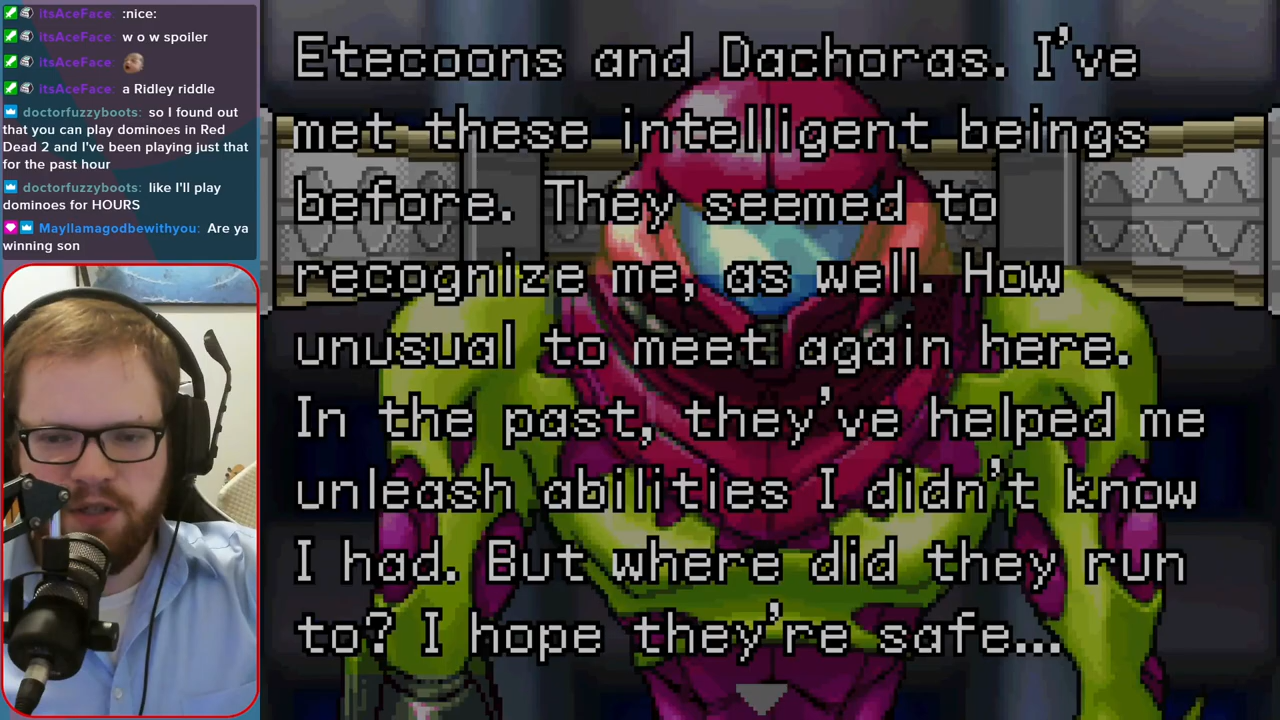 itsAceFace: :nice:
itsAceFace: w o w spoiler
itsAceFace:
itsAceFace: a Ridley riddle
doctorfuzzyboots: so I found out
that you can play dominoes in Red
Dead 2 and I've been playing just that
for the past hour
doctorfuzzyboots: like I'll play
dominoes for HOURS
Mayllamagodbewithyou: Are ya
winning son
Etecoons and Dachoras. I've
met these intelligent beings
before. They seemed to
recognize me, as well. How
unusual to meet again here.
In the past, they've helped me
unleash abilities I didn't know
I had. But where did they run
to? I hope they're safe...